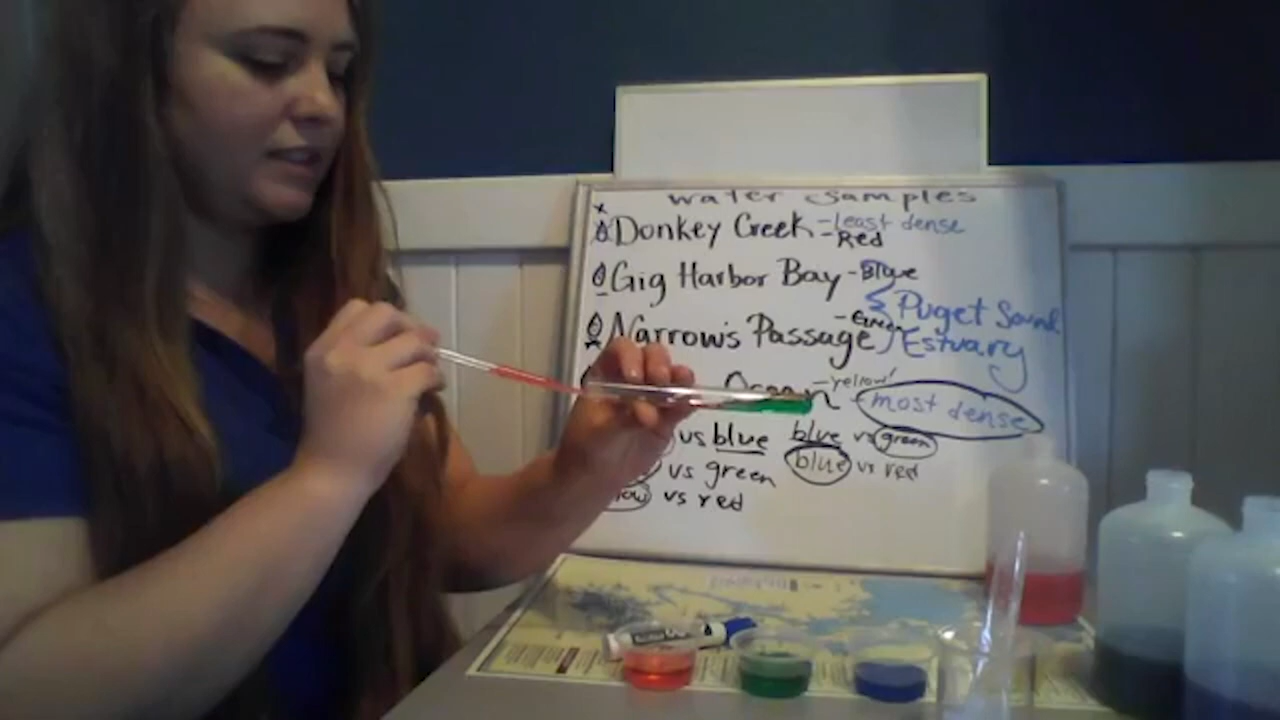 Water Samples
Donkey Creek - least dense
- Red
Gig Harbor Bay - Blue
Puget Sound
- Green
Narrows Passage Estuary
Ocean - yellow!
- most dense
vs blue blue vs green
vs green blue vs red
vs red